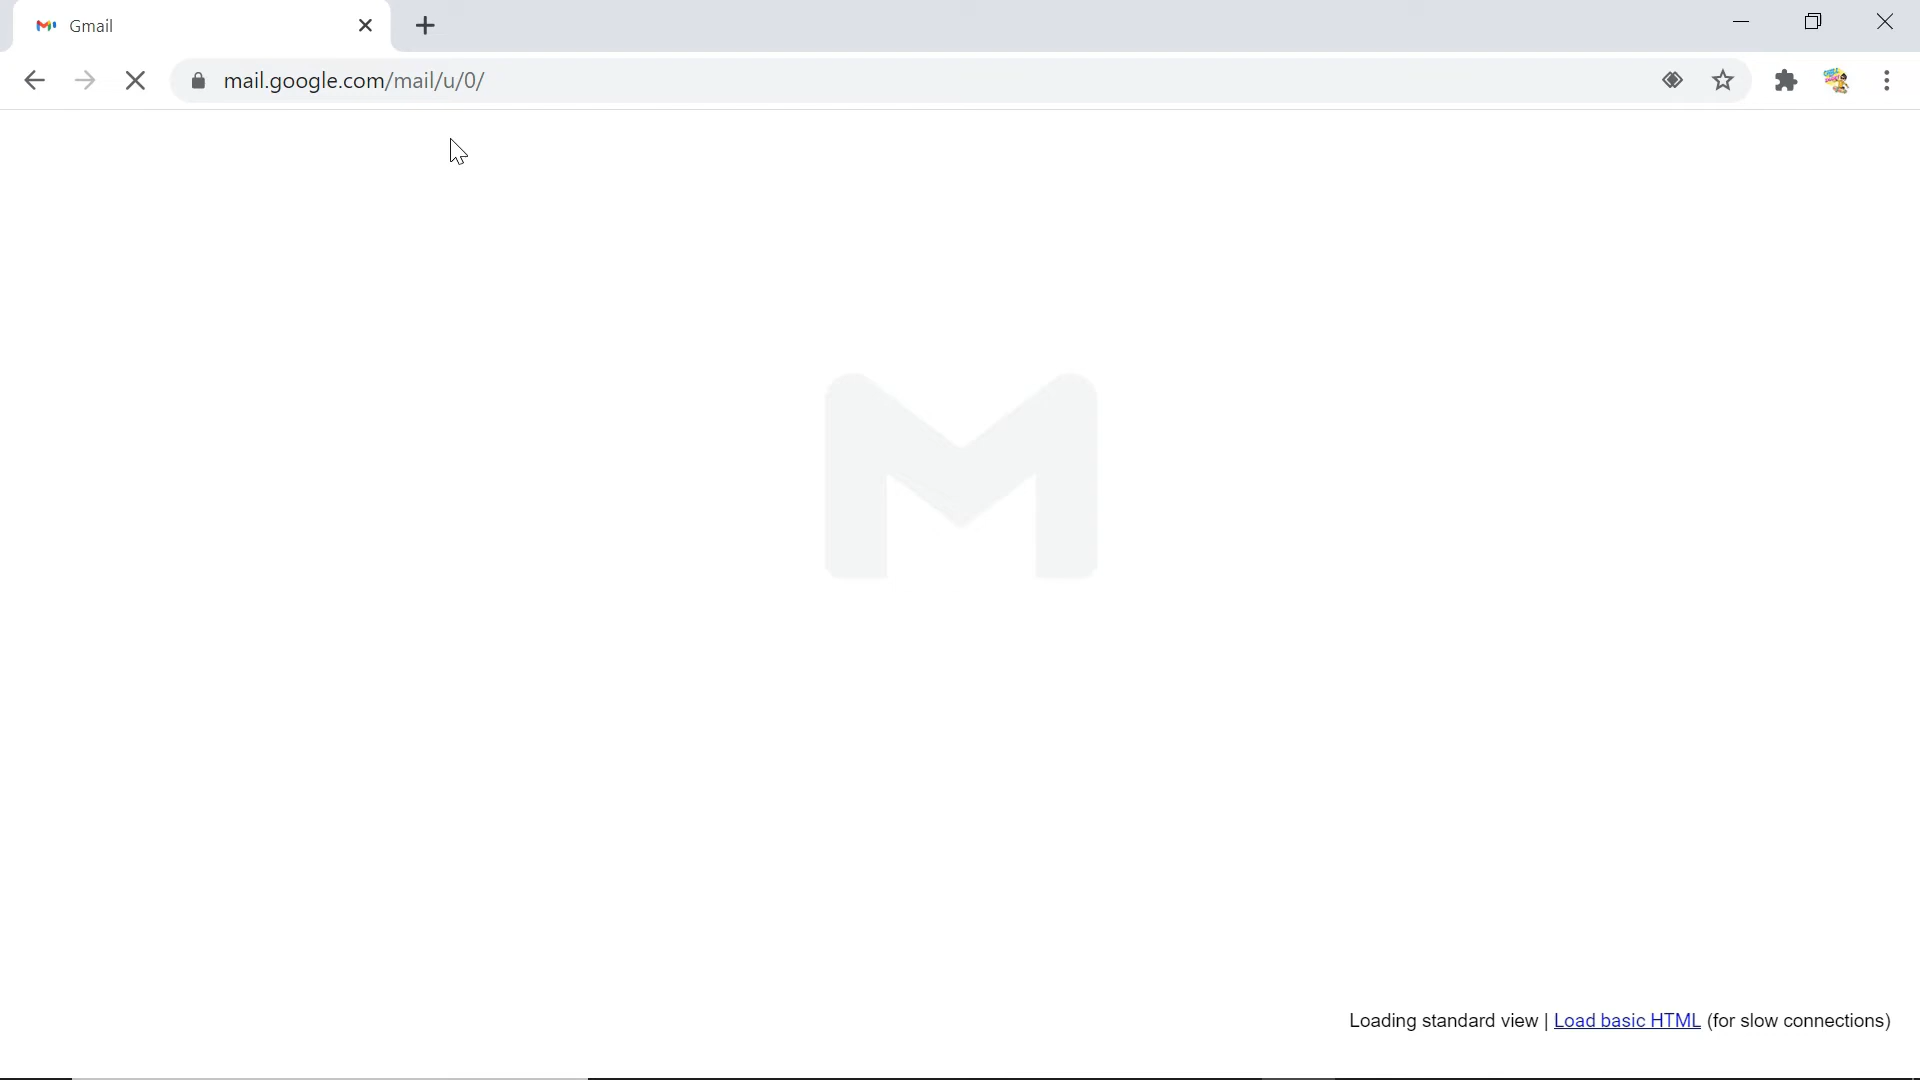 Gmail
mail.google.com/mail/u/0/
Loading standard view | Load basic HTML (for slow connections)